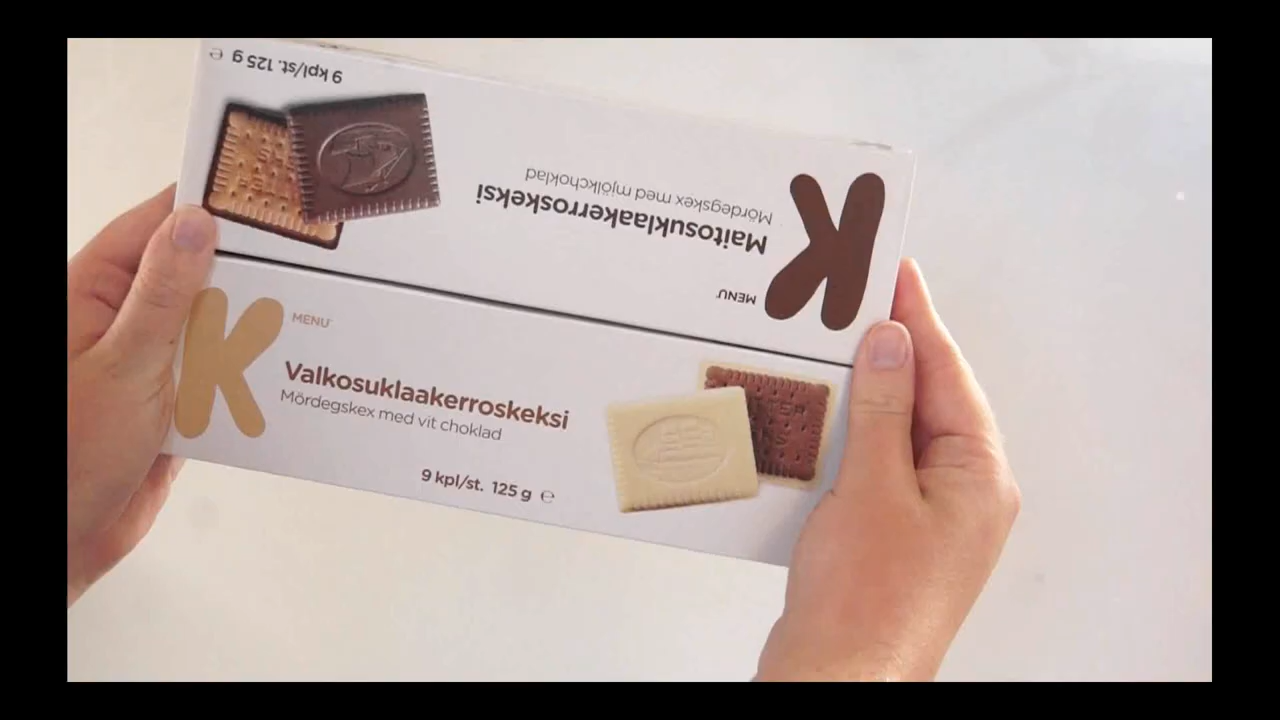 K
MENU
Maitosuklaakerroskeksi
Mördegskex med mjölkchoklad
9 kpl/st. 125 g ℮
K
MENU
Valkosuklaakerroskeksi
Mördegskex med vit choklad
9 kpl/st. 125 g ℮